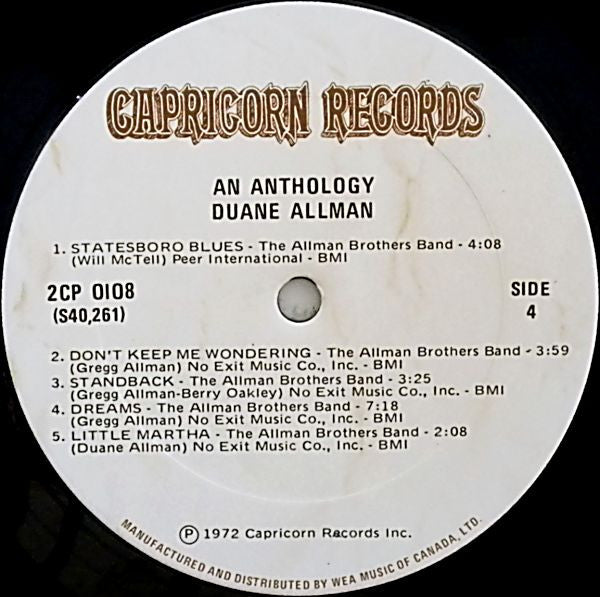 CAPRICORN RECORDS
AN ANTHOLOGY
DUANE ALLMAN
1. STATESBORO BLUES - The Allman Brothers Band - 4:08
(Will McTell) Peer International - BMI
2CP 0108
(S40,261)
SIDE
4
2. DON'T KEEP ME WONDERING - The Allman Brothers Band - 3:59
(Gregg Allman) No Exit Music Co., Inc. - BMI
3. STANDBACK - The Allman Brothers Band - 3:25
(Gregg Allman-Berry Oakley) No Exit Music Co., Inc. - BMI
4. DREAMS - The Allman Brothers Band - 7:18
(Gregg Allman) No Exit Music Co., Inc. - BMI
5. LITTLE MARTHA - The Allman Brothers Band - 2:08
(Duane Allman) No Exit Music Co., Inc. - BMI
Ⓟ 1972 Capricorn Records Inc.
MANUFACTURED AND DISTRIBUTED BY WEA MUSIC OF CANADA, LTD.